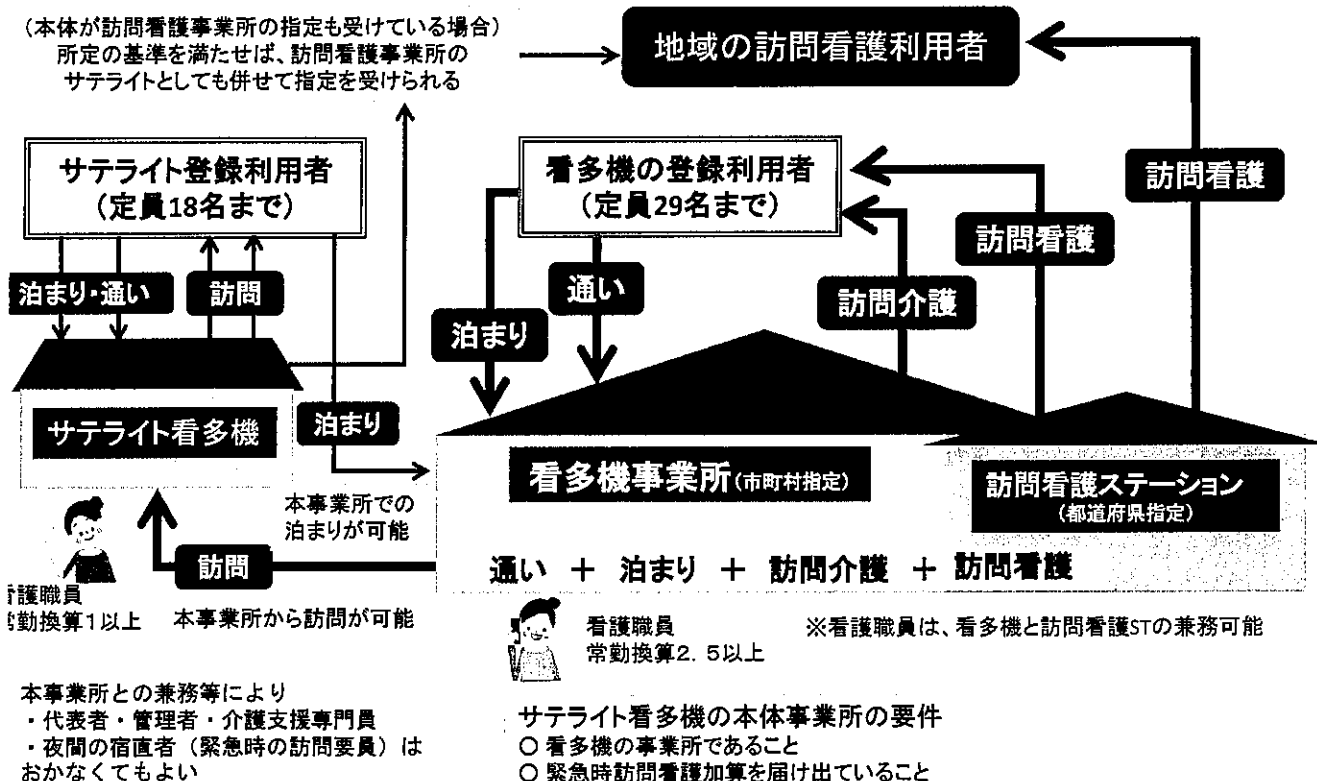 （本体が訪問看護事業所の指定も受けている場合）
所定の基準を満たせば、訪問看護事業所の
サテライトとしても併せて指定を受けられる
地域の訪問看護利用者
サテライト登録利用者
（定員18名まで）
看多機の登録利用者
（定員29名まで）
訪問看護
訪問看護
泊まり・通い
訪問
通い
訪問介護
泊まり
サテライト看多機
泊まり
看多機事業所（市町村指定）
訪問看護ステーション
（都道府県指定）
本事業所での
泊まりが可能
訪問
通い ＋ 泊まり ＋ 訪問介護 ＋ 訪問看護
護職員
常勤換算1以上
本事業所から訪問が可能
看護職員
常勤換算2．5以上
※看護職員は、看多機と訪問看護STの兼務可能
本事業所との兼務等により
・代表者・管理者・介護支援専門員
・夜間の宿直者（緊急時の訪問要員）は
おかなくてもよい
サテライト看多機の本体事業所の要件
○ 看多機の事業所であること
○ 緊急時訪問看護加算を届け出ていること